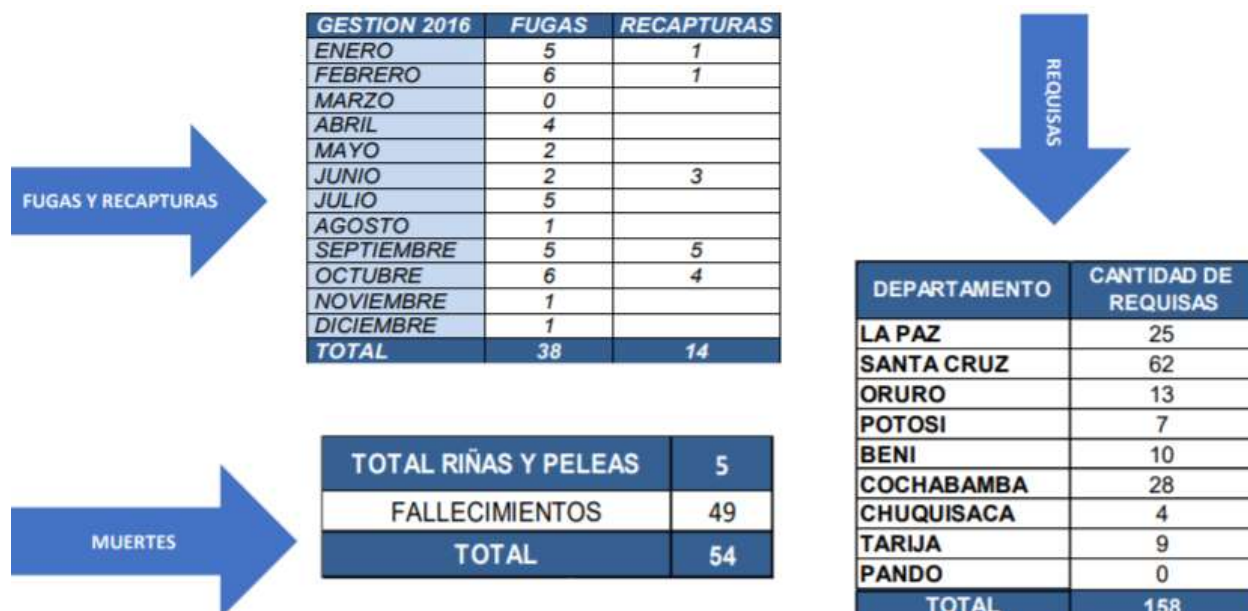 GESTION 2016 FUGAS RECAPTURAS
ENERO 5 1
FEBRERO 6 1
MARZO 0
ABRIL 4
MAYO 2
JUNIO 2 3
JULIO 5
AGOSTO 1
SEPTIEMBRE 5 5
OCTUBRE 6 4
NOVIEMBRE 1
DICIEMBRE 1
TOTAL 38 14
FUGAS Y RECAPTURAS
REQUISAS
DEPARTAMENTO CANTIDAD DE
REQUISAS
LA PAZ 25
SANTA CRUZ 62
ORURO 13
POTOSI 7
BENI 10
COCHABAMBA 28
CHUQUISACA 4
TARIJA 9
PANDO 0
TOTAL 158
MUERTES
TOTAL RIÑAS Y PELEAS 5
FALLECIMIENTOS 49
TOTAL 54